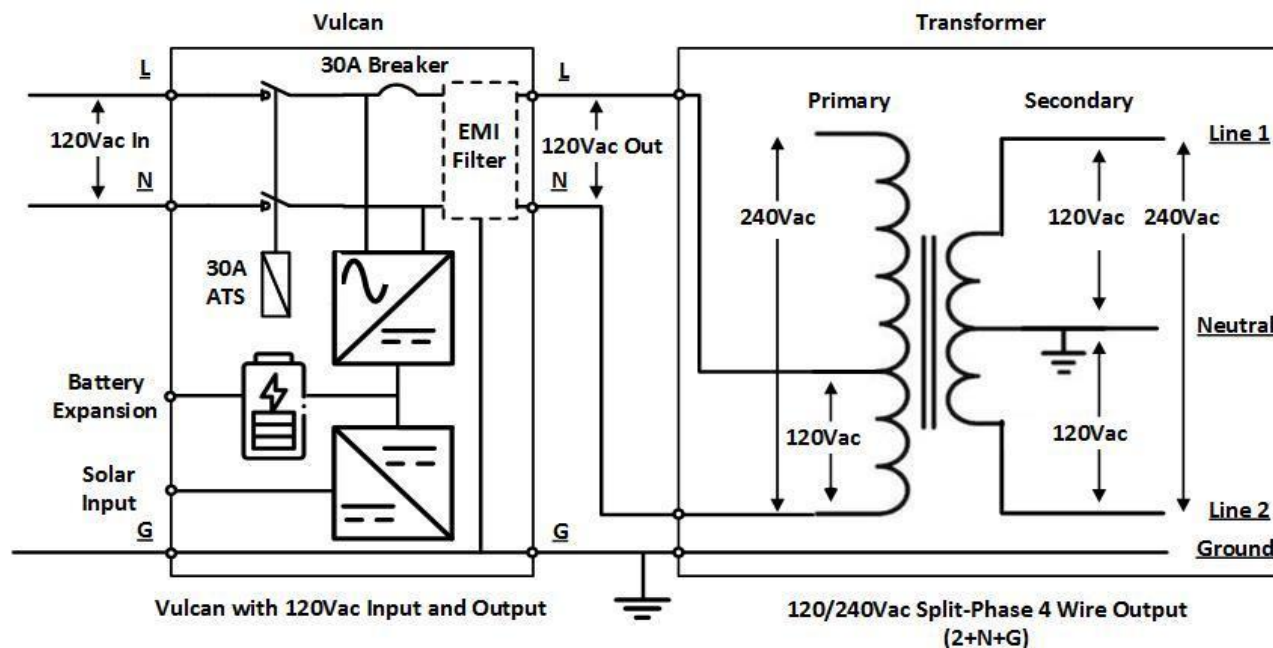 Vulcan
Transformer
L
30A Breaker
L
Primary
Secondary
120Vac In
EMI
Filter
120Vac Out
Line 1
N
N
240Vac
120Vac
240Vac
30A
ATS
Neutral
Battery
Expansion
120Vac
120Vac
Solar
Input
G
G
Line 2
Ground
Vulcan with 120Vac Input and Output
120/240Vac Split-Phase 4 Wire Output
(2+N+G)